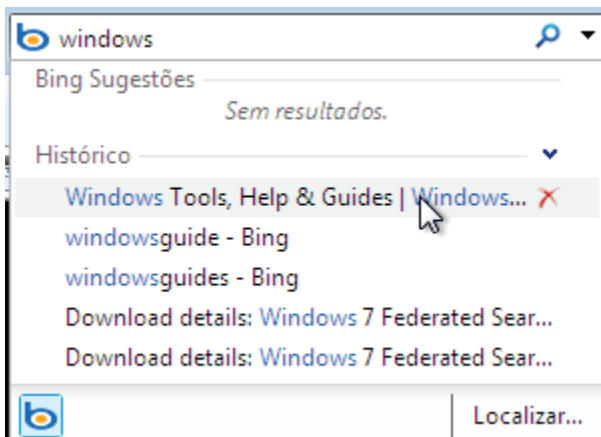 windows
Bing Sugestões
Sem resultados.
Histórico
Windows Tools, Help & Guides | Windows...
windowsguide - Bing
windowsguides - Bing
Download details: Windows 7 Federated Sear...
Download details: Windows 7 Federated Sear...
Localizar...